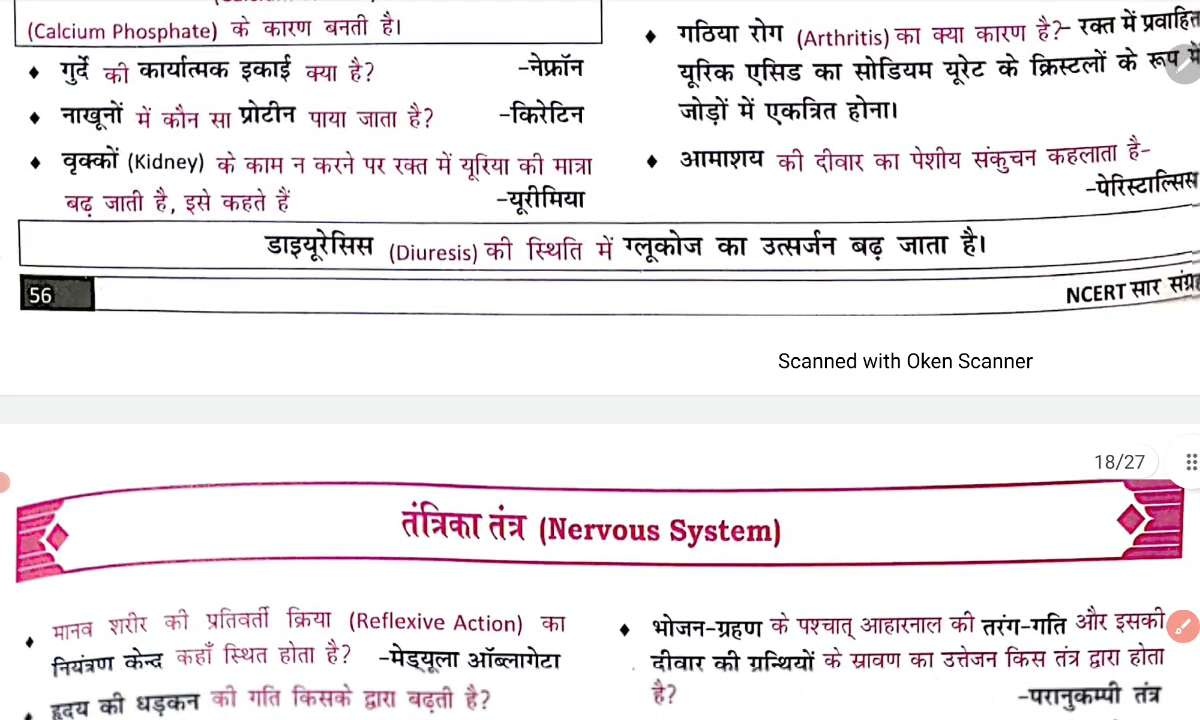 (Calcium Phosphate) के कारण बनती है।
♦ गुर्दे की कार्यात्मक इकाई क्या है? -नेफ्रॉन
♦ नाखूनों में कौन सा प्रोटीन पाया जाता है? -किरेटिन
♦ वृक्कों (Kidney) के काम न करने पर रक्त में यूरिया की मात्रा
बढ़ जाती है, इसे कहते हैं -यूरीमिया
♦ गठिया रोग (Arthritis) का क्या कारण है?- रक्त में प्रवाहित
यूरिक एसिड का सोडियम यूरेट के क्रिस्टलों के रूप में
जोड़ों में एकत्रित होना।
♦ आमाशय की दीवार का पेशीय संकुचन कहलाता है-
-पेरिस्टाल्सिस
डाइयूरेसिस (Diuresis) की स्थिति में ग्लूकोज का उत्सर्जन बढ़ जाता है।
56
NCERT सार संग्रह
Scanned with Oken Scanner
18/27
तंत्रिका तंत्र (Nervous System)
♦ मानव शरीर की प्रतिवर्ती क्रिया (Reflexive Action) का
नियंत्रण केन्द कहाँ स्थित होता है? -मेड्यूला ऑब्लागेटा
♦ हृदय की धड़कन की गति किसके द्वारा बढ़ती है?
♦ भोजन-ग्रहण के पश्चात् आहारनाल की तरंग-गति और इसकी
दीवार की ग्रन्थियों के स्रावण का उत्तेजन किस तंत्र द्वारा होता
है? -परानुकम्पी तंत्र